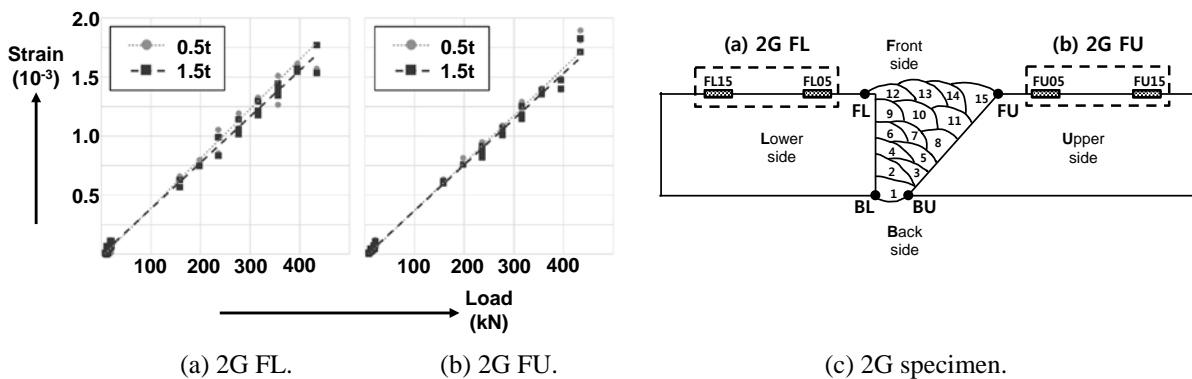 Strain
(10⁻³)
2.0
1.5
1.0
0.5
0.5t
1.5t
100 200 300 400
0.5t
1.5t
100 200 300 400
Load
(kN)
(a) 2G FL.
(b) 2G FU.
(a) 2G FL
Front
side
(b) 2G FU
FL15 FL05
FU05 FU15
FL
FU
12 13 14 15
9 10 11
6 7 8
4 5
2 3
1
Lower
side
Upper
side
BL
BU
Back
side
(c) 2G specimen.